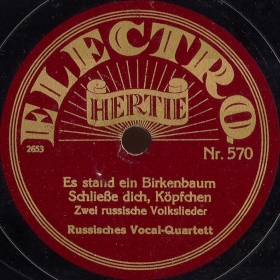 ELECTRO
HERTIE
2653
Nr. 570
Es stand ein Birkenbaum
Schließe dich, Köpfchen
Zwei russische Volkslieder
Russisches Vocal-Quartett